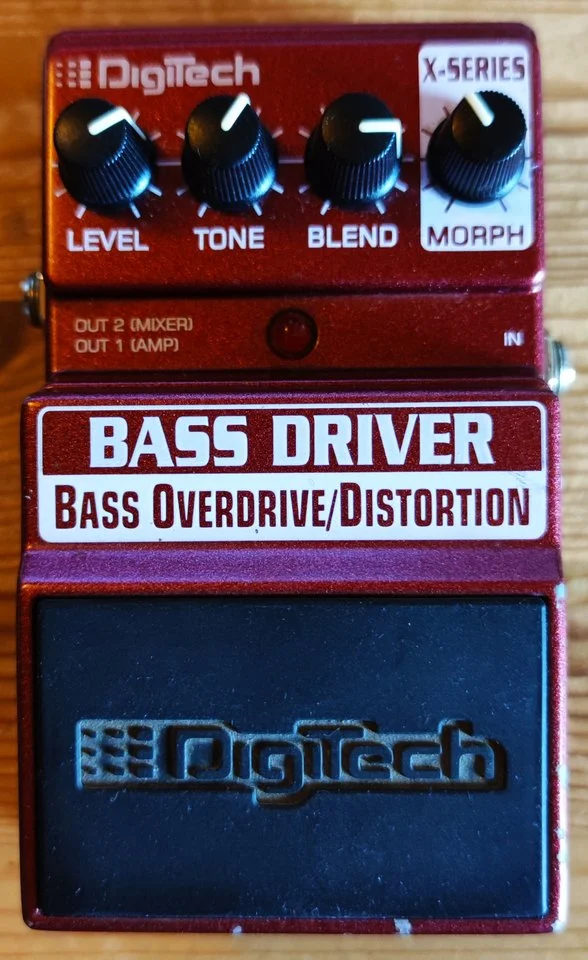 DigiTech
X-SERIES
LEVEL TONE BLEND MORPH
OUT 2 (MIXER)
OUT 1 (AMP)
IN
BASS DRIVER
BASS OVERDRIVE/DISTORTION
DigiTech